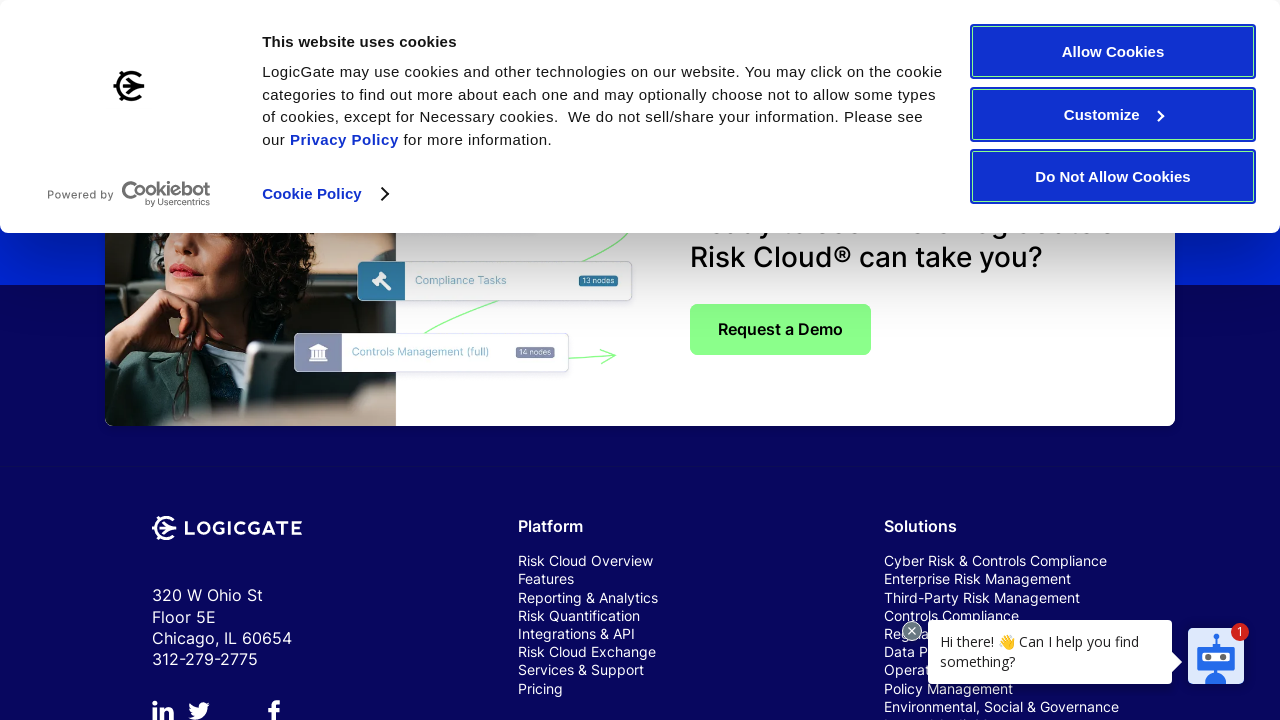 This website uses cookies
LogicGate may use cookies and other technologies on our website. You may click on the cookie
categories to find out more about each one and may optionally choose not to allow some types
of cookies, except for Necessary cookies.  We do not sell/share your information. Please see
our Privacy Policy for more information.
Cookie Policy
Powered by Cookiebot
by Usercentrics
Allow Cookies
Customize
Do Not Allow Cookies
Compliance Tasks
13 nodes
Controls Management (full)
14 nodes
Risk Cloud® can take you?
Request a Demo
LOGICGATE
320 W Ohio St
Floor 5E
Chicago, IL 60654
312-279-2775
Platform
Risk Cloud Overview
Features
Reporting & Analytics
Risk Quantification
Integrations & API
Risk Cloud Exchange
Services & Support
Pricing
Solutions
Cyber Risk & Controls Compliance
Enterprise Risk Management
Third-Party Risk Management
Controls Compliance
Data P
Operat
Policy Management
Environmental, Social & Governance
Hi there! 👋 Can I help you find
something?
1